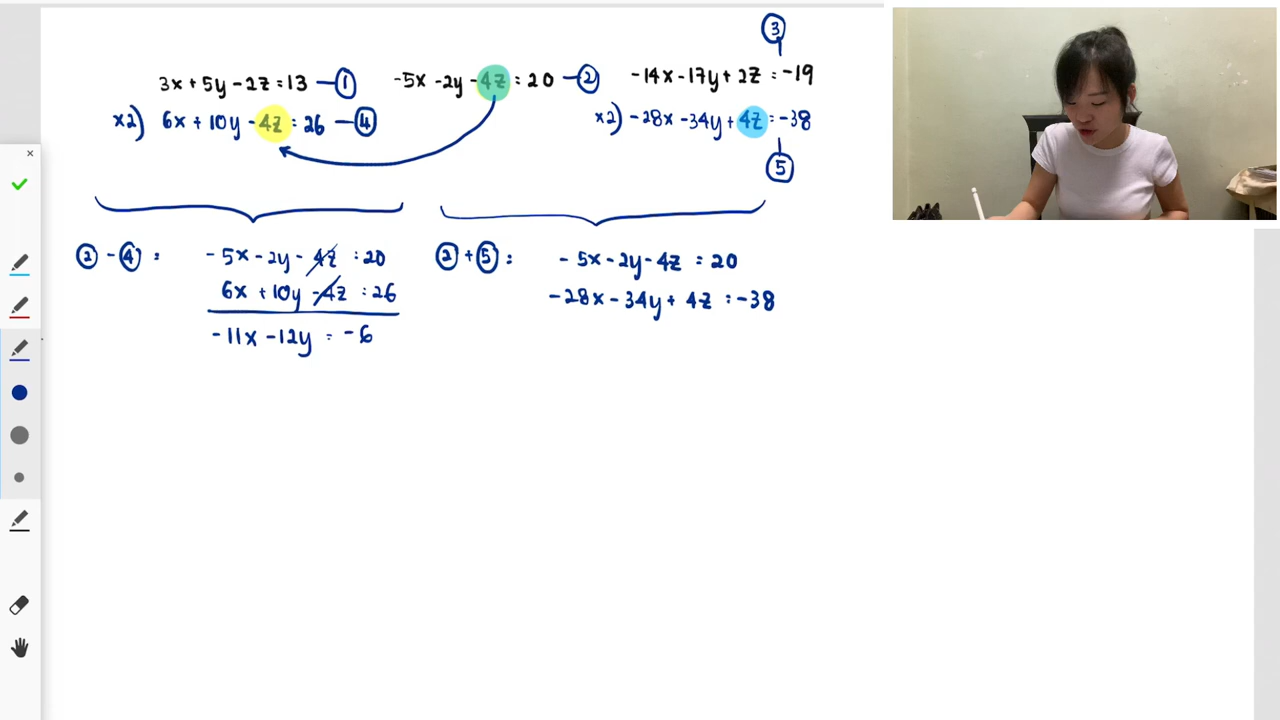 ③
3x + 5y - 2z = 13 — ①
-5x - 2y - 4z = 20 — ②
-14x - 17y + 2z = -19
x2) 6x + 10y - 4z = 26 — ④
x2) -28x - 34y + 4z = -38
⑤
② - ④ : -5x - 2y - 4z = 20
6x + 10y - 4z = 26
-11x - 12y = -6
② + ⑤ : -5x - 2y - 4z = 20
-28x - 34y + 4z = -38